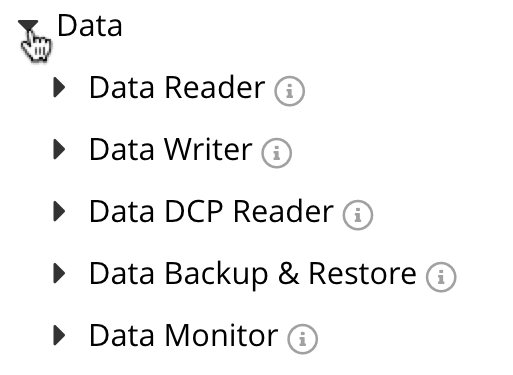 Data
Data Reader
Data Writer
Data DCP Reader
Data Backup & Restore
Data Monitor